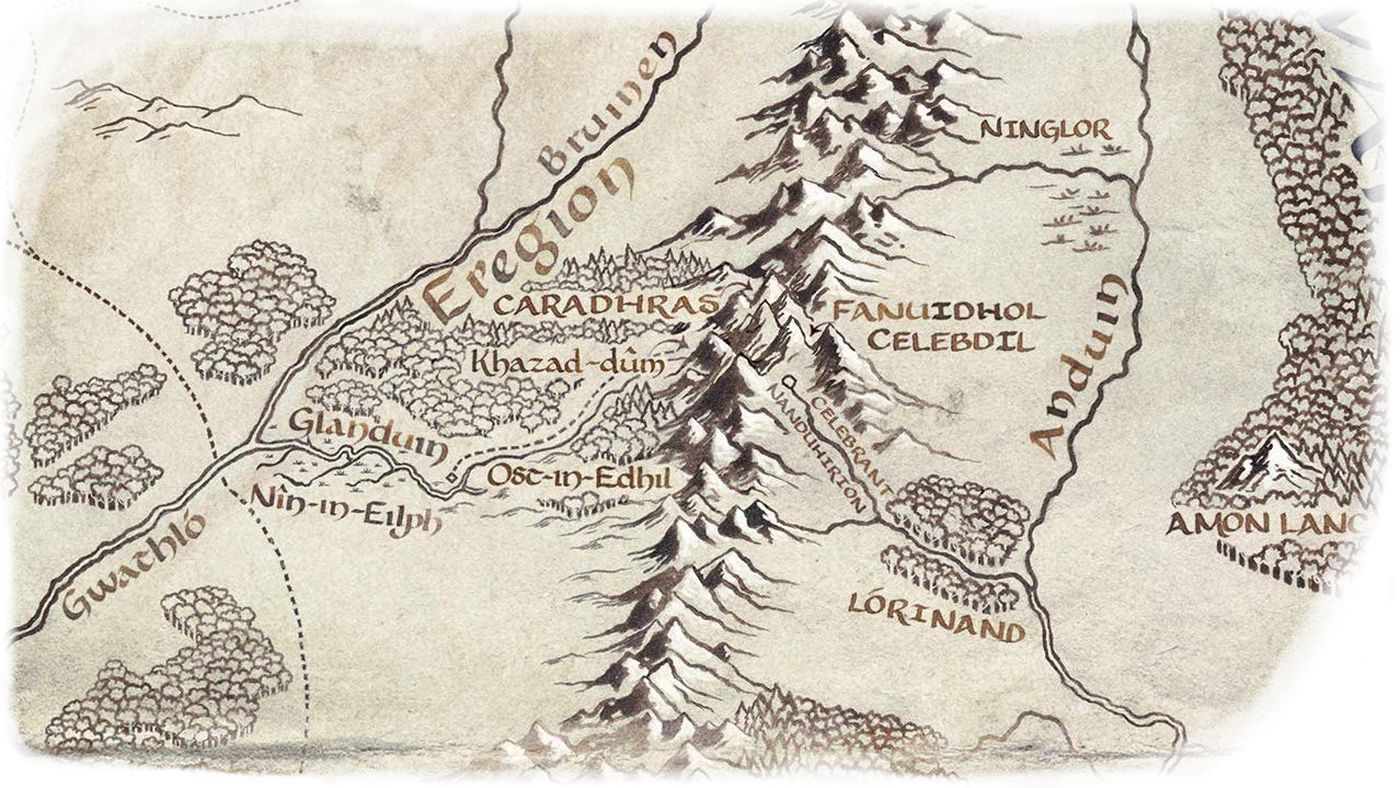 Bruinen
NINGLOR
Eregion
CARADHRAS
FANUIDHOL
CELEBDIL
Khazad-dûm
Anduin
NANDUHIRION
CELEBRANT
Glanduin
Ost-in-Edhil
Nîn-in-Eilph
AMON LANC
Gwathló
LÓRINAND